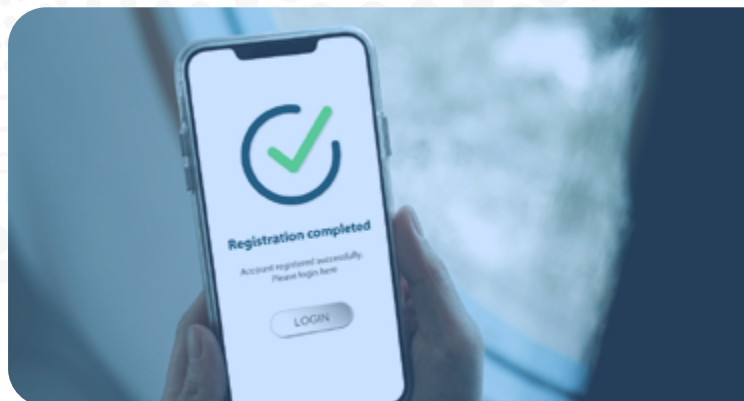 Registration completed
Account registered successfully.
Please login here
LOGIN